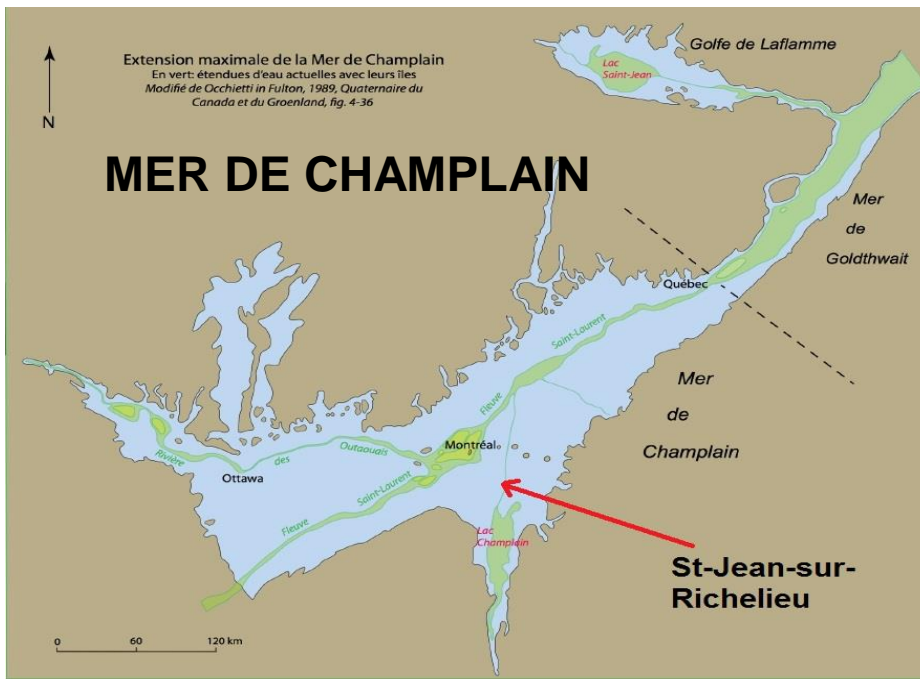 Extension maximale de la Mer de Champlain
En vert: étendues d'eau actuelles avec leurs îles
Modifié de Occhietti in Fulton, 1989, Quaternaire du
Canada et du Groenland, fig. 4-36
N
MER DE CHAMPLAIN
Golfe de Laflamme
Lac
Saint-Jean
Mer
de
Goldthwait
Québec
Fleuve Saint-Laurent
Mer
de
Champlain
Montréal
Rivière des Outaouais
Ottawa
Fleuve Saint-Laurent
Lac
Champlain
St-Jean-sur-
Richelieu
0 60 120 km